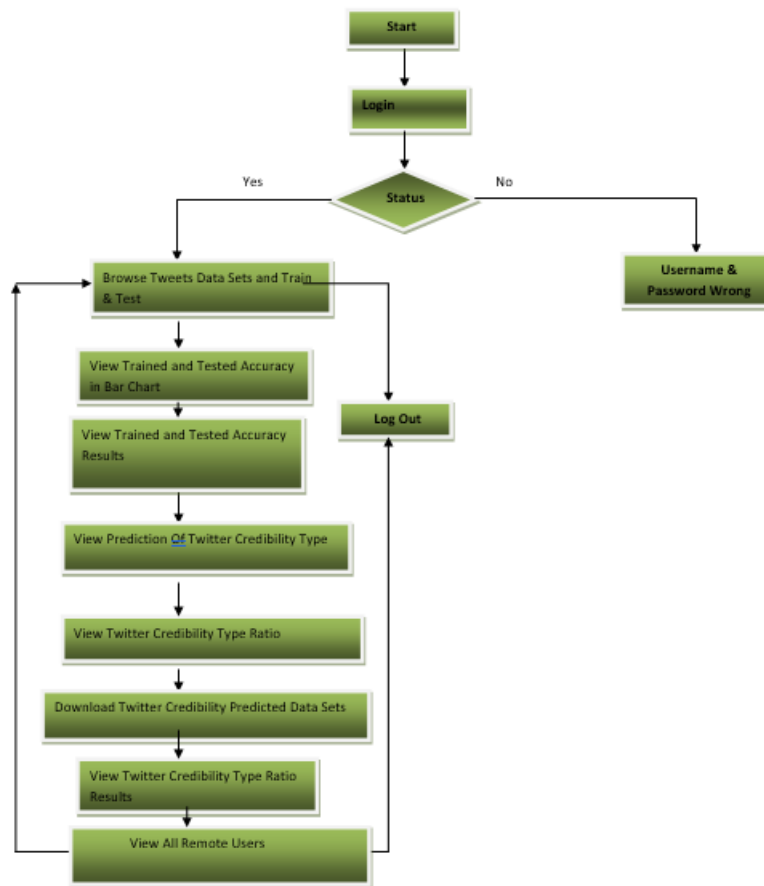 Start
Login
Status
Yes
No
Username &
Password Wrong
Browse Tweets Data Sets and Train
& Test
View Trained and Tested Accuracy
in Bar Chart
Log Out
View Trained and Tested Accuracy
Results
View Prediction Of Twitter Credibility Type
View Twitter Credibility Type Ratio
Download Twitter Credibility Predicted Data Sets
View Twitter Credibility Type Ratio
Results
View All Remote Users